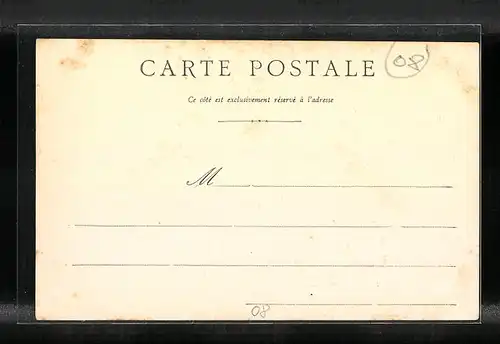 CARTE POSTALE
08
Ce côté est exclusivement réservé à l'adresse
M
08